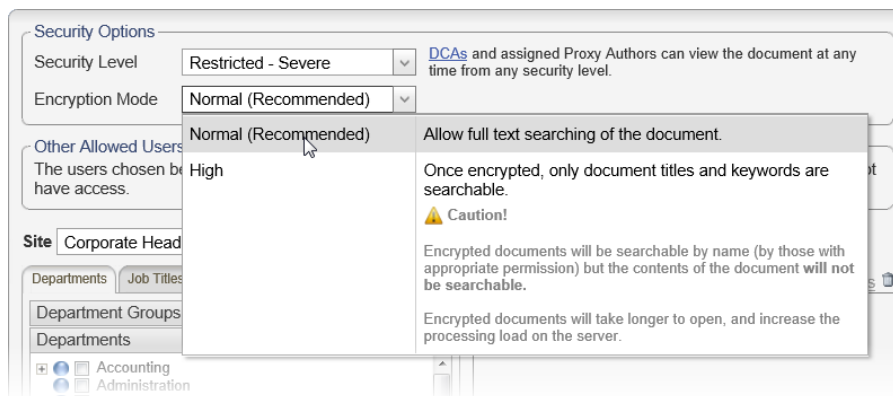 Security Options
Security Level Restricted - Severe DCAs and assigned Proxy Authors can view the document at any
time from any security level.
Encryption Mode Normal (Recommended)
Normal (Recommended) Allow full text searching of the document.
Other Allowed Users
The users chosen be
have access.
High Once encrypted, only document titles and keywords are
searchable.
Caution!
Encrypted documents will be searchable by name (by those with
appropriate permission) but the contents of the document will not
be searchable.
Encrypted documents will take longer to open, and increase the
processing load on the server.
Site Corporate Head
Departments Job Titles
Department Groups
Departments
Accounting
Administration